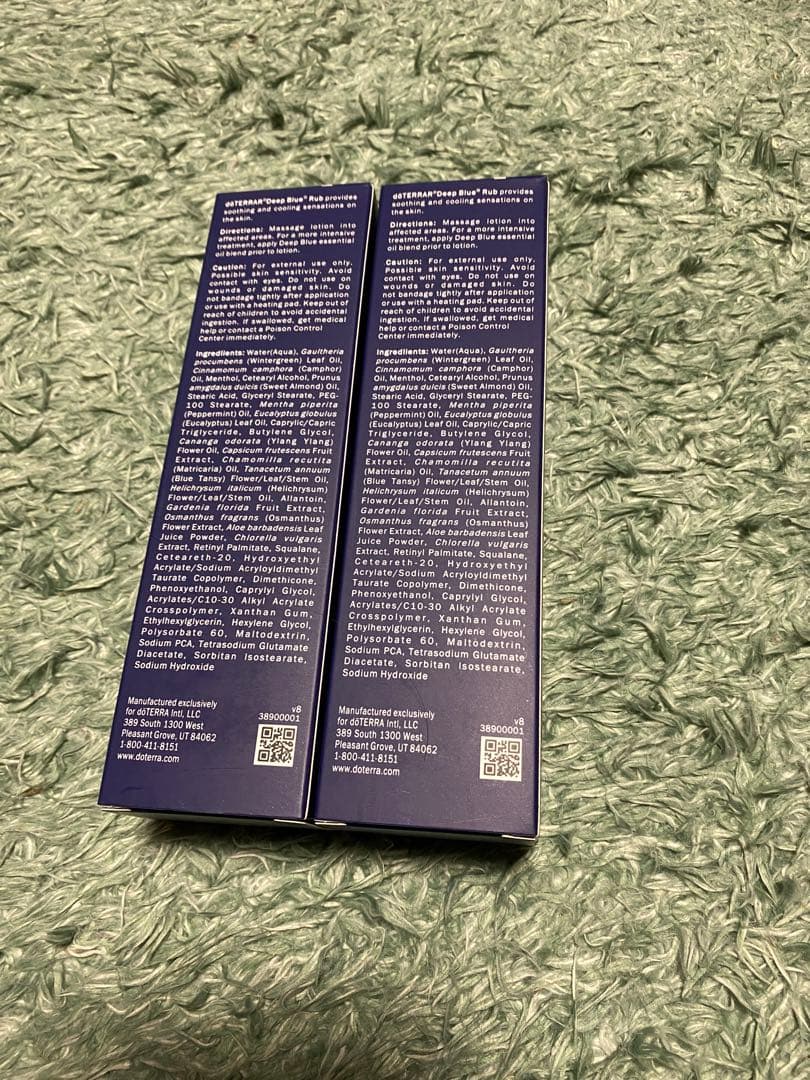 dōTERRAR®Deep Blue™ Rub provides
soothing and cooling sensations on
the skin.
Directions: Massage lotion into
affected areas. For a more intensive
treatment, apply Deep Blue essential
oil blend prior to lotion.
Caution: For external use only.
Possible skin sensitivity. Avoid
contact with eyes. Do not use on
wounds or damaged skin. Do
not bandage tightly after application
or use with a heating pad. Keep out of
reach of children to avoid accidental
ingestion. If swallowed, get medical
help or contact a Poison Control
Center immediately.
Ingredients: Water(Aqua), Gaultheria
procumbens (Wintergreen) Leaf Oil,
Cinnamomum camphora (Camphor)
Oil, Menthol, Cetearyl Alcohol, Prunus
amygdalus dulcis (Sweet Almond) Oil,
Stearic Acid, Glyceryl Stearate, PEG-
100 Stearate, Mentha piperita
(Peppermint) Oil, Eucalyptus globulus
(Eucalyptus) Leaf Oil, Caprylic/Capric
Triglyceride, Butylene Glycol,
Cananga odorata (Ylang Ylang)
Flower Oil, Capsicum frutescens Fruit
Extract, Chamomilla recutita
(Matricaria) Oil, Tanacetum annuum
(Blue Tansy) Flower/Leaf/Stem Oil,
Helichrysum italicum (Helichrysum)
Flower/Leaf/Stem Oil, Allantoin,
Gardenia florida Fruit Extract,
Osmanthus fragrans (Osmanthus)
Flower Extract, Aloe barbadensis Leaf
Juice Powder, Chlorella vulgaris
Extract, Retinyl Palmitate, Squalane,
Ceteareth-20, Hydroxyethyl
Acrylate/Sodium Acryloyldimethyl
Taurate Copolymer, Dimethicone,
Phenoxyethanol, Caprylyl Glycol,
Acrylates/C10-30 Alkyl Acrylate
Crosspolymer, Xanthan Gum,
Ethylhexylglycerin, Hexylene Glycol,
Polysorbate 60, Maltodextrin,
Sodium PCA, Tetrasodium Glutamate
Diacetate, Sorbitan Isostearate,
Sodium Hydroxide
Manufactured exclusively
for dōTERRA Intl, LLC
389 South 1300 West
Pleasant Grove, UT 84062
1-800-411-8151
www.doterra.com
v8
38900001
dōTERRAR®Deep Blue™ Rub provides
soothing and cooling sensations on
the skin.
Directions: Massage lotion into
affected areas. For a more intensive
treatment, apply Deep Blue essential
oil blend prior to lotion.
Caution: For external use only.
Possible skin sensitivity. Avoid
contact with eyes. Do not use on
wounds or damaged skin. Do
not bandage tightly after application
or use with a heating pad. Keep out of
reach of children to avoid accidental
ingestion. If swallowed, get medical
help or contact a Poison Control
Center immediately.
Ingredients: Water(Aqua), Gaultheria
procumbens (Wintergreen) Leaf Oil,
Cinnamomum camphora (Camphor)
Oil, Menthol, Cetearyl Alcohol, Prunus
amygdalus dulcis (Sweet Almond) Oil,
Stearic Acid, Glyceryl Stearate, PEG-
100 Stearate, Mentha piperita
(Peppermint) Oil, Eucalyptus globulus
(Eucalyptus) Leaf Oil, Caprylic/Capric
Triglyceride, Butylene Glycol,
Cananga odorata (Ylang Ylang)
Flower Oil, Capsicum frutescens Fruit
Extract, Chamomilla recutita
(Matricaria) Oil, Tanacetum annuum
(Blue Tansy) Flower/Leaf/Stem Oil,
Helichrysum italicum (Helichrysum)
Flower/Leaf/Stem Oil, Allantoin,
Gardenia florida Fruit Extract,
Osmanthus fragrans (Osmanthus)
Flower Extract, Aloe barbadensis Leaf
Juice Powder, Chlorella vulgaris
Extract, Retinyl Palmitate, Squalane,
Ceteareth-20, Hydroxyethyl
Acrylate/Sodium Acryloyldimethyl
Taurate Copolymer, Dimethicone,
Phenoxyethanol, Caprylyl Glycol,
Acrylates/C10-30 Alkyl Acrylate
Crosspolymer, Xanthan Gum,
Ethylhexylglycerin, Hexylene Glycol,
Polysorbate 60, Maltodextrin,
Sodium PCA, Tetrasodium Glutamate
Diacetate, Sorbitan Isostearate,
Sodium Hydroxide
Manufactured exclusively
for dōTERRA Intl, LLC
389 South 1300 West
Pleasant Grove, UT 84062
1-800-411-8151
www.doterra.com
v8
38900001